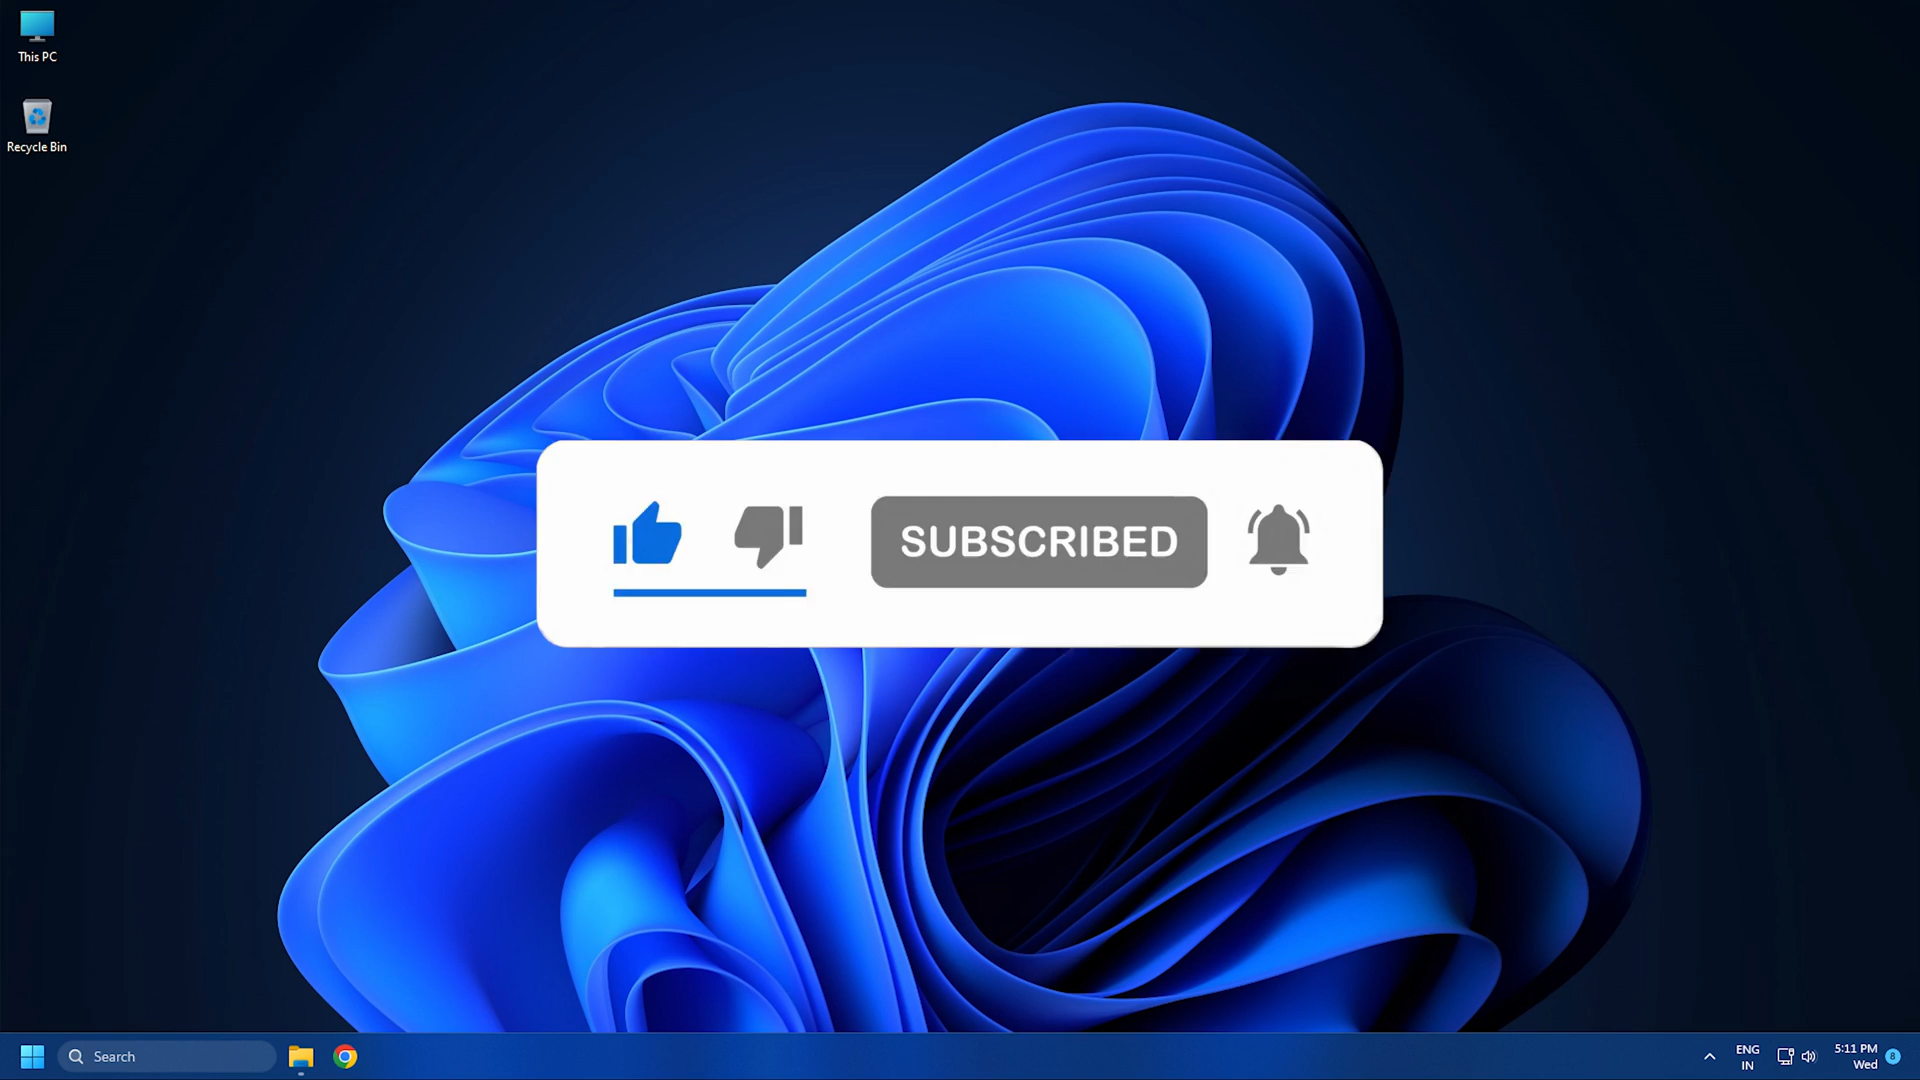 This PC
Recycle Bin
SUBSCRIBED
Search
ENG
IN
5:11 PM
Wed
8